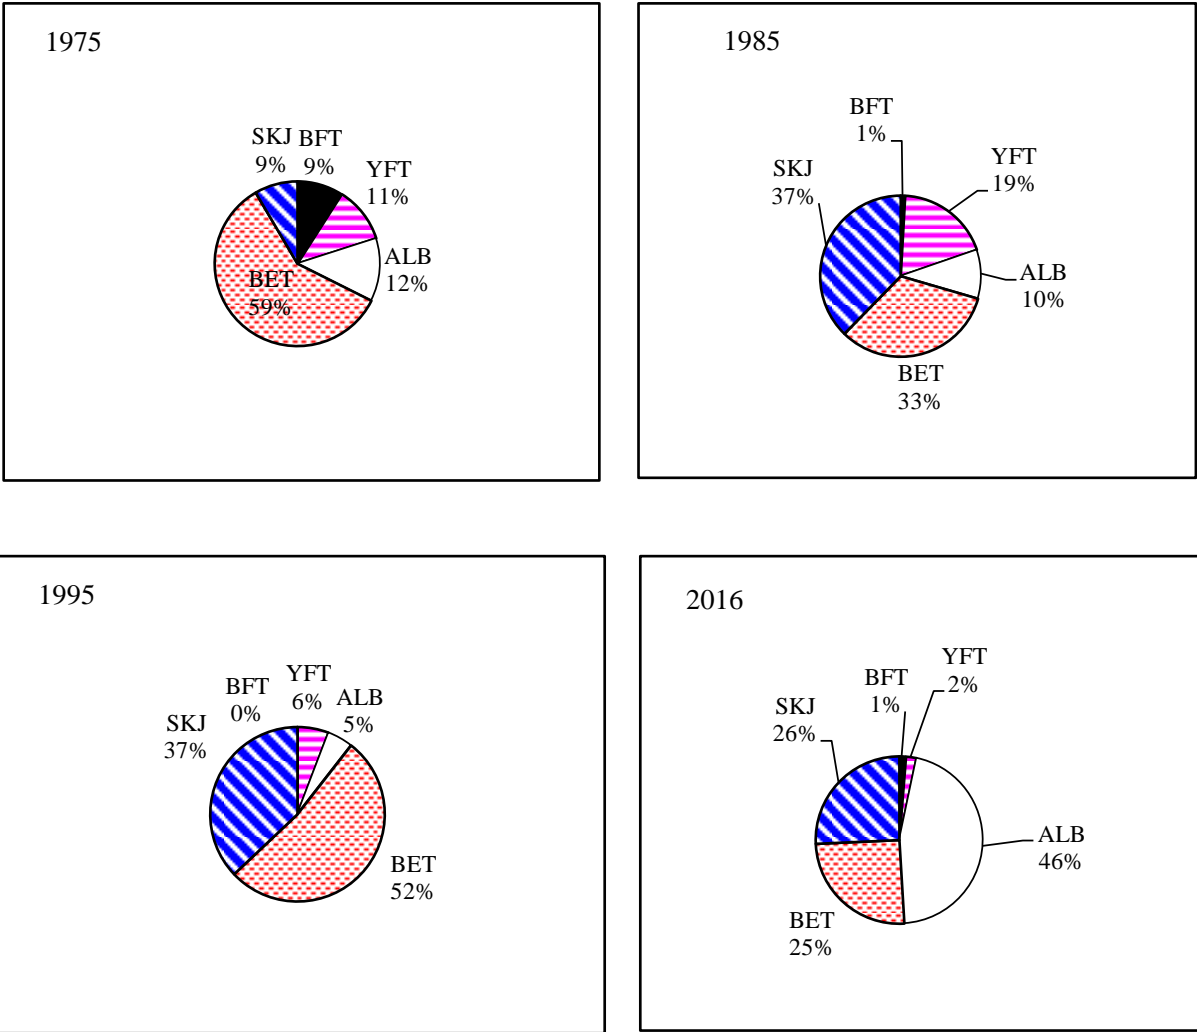 1975
SKJ
9%
BFT
9%
YFT
11%
ALB
12%
BET
59%
1985
BFT
1%
YFT
19%
SKJ
37%
ALB
10%
BET
33%
1995
YFT
6%
BFT
0%
ALB
5%
SKJ
37%
BET
52%
2016
YFT
2%
BFT
1%
SKJ
26%
ALB
46%
BET
25%